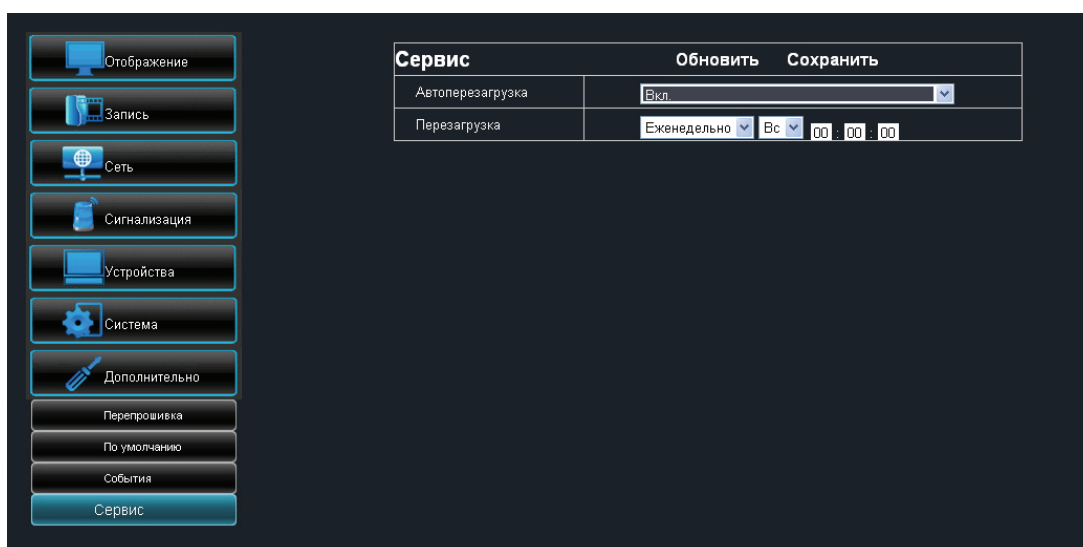 Отображение
Запись
Сеть
Сигнализация
Устройства
Система
Дополнительно
Перепрошивка
По умолчанию
События
Сервис
Сервис Обновить Сохранить
Автоперезагрузка Вкл.
Перезагрузка Еженедельно Вс 00 : 00 : 00